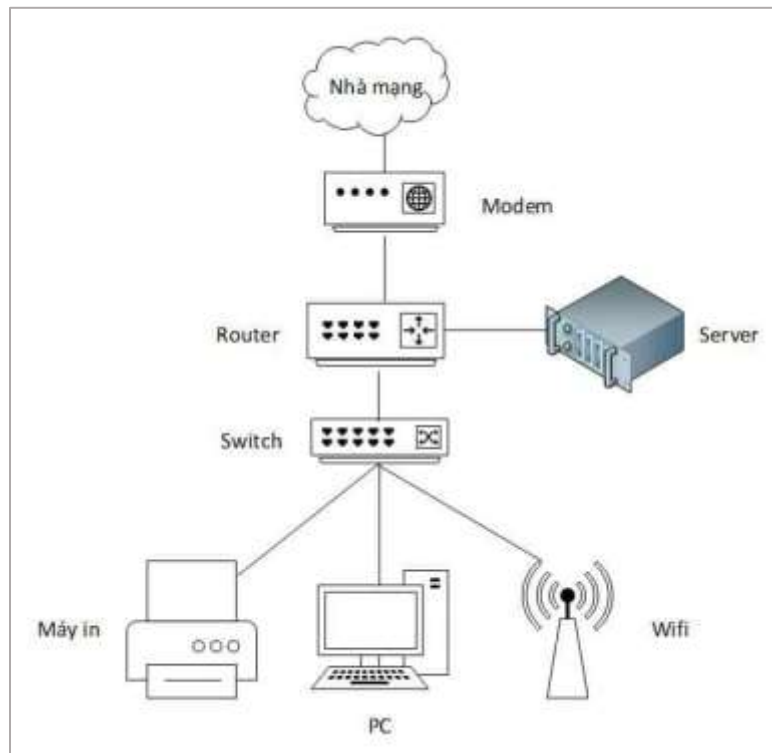 Nhà mạng
Modem
Router
Server
Switch
Máy in
Wifi
PC